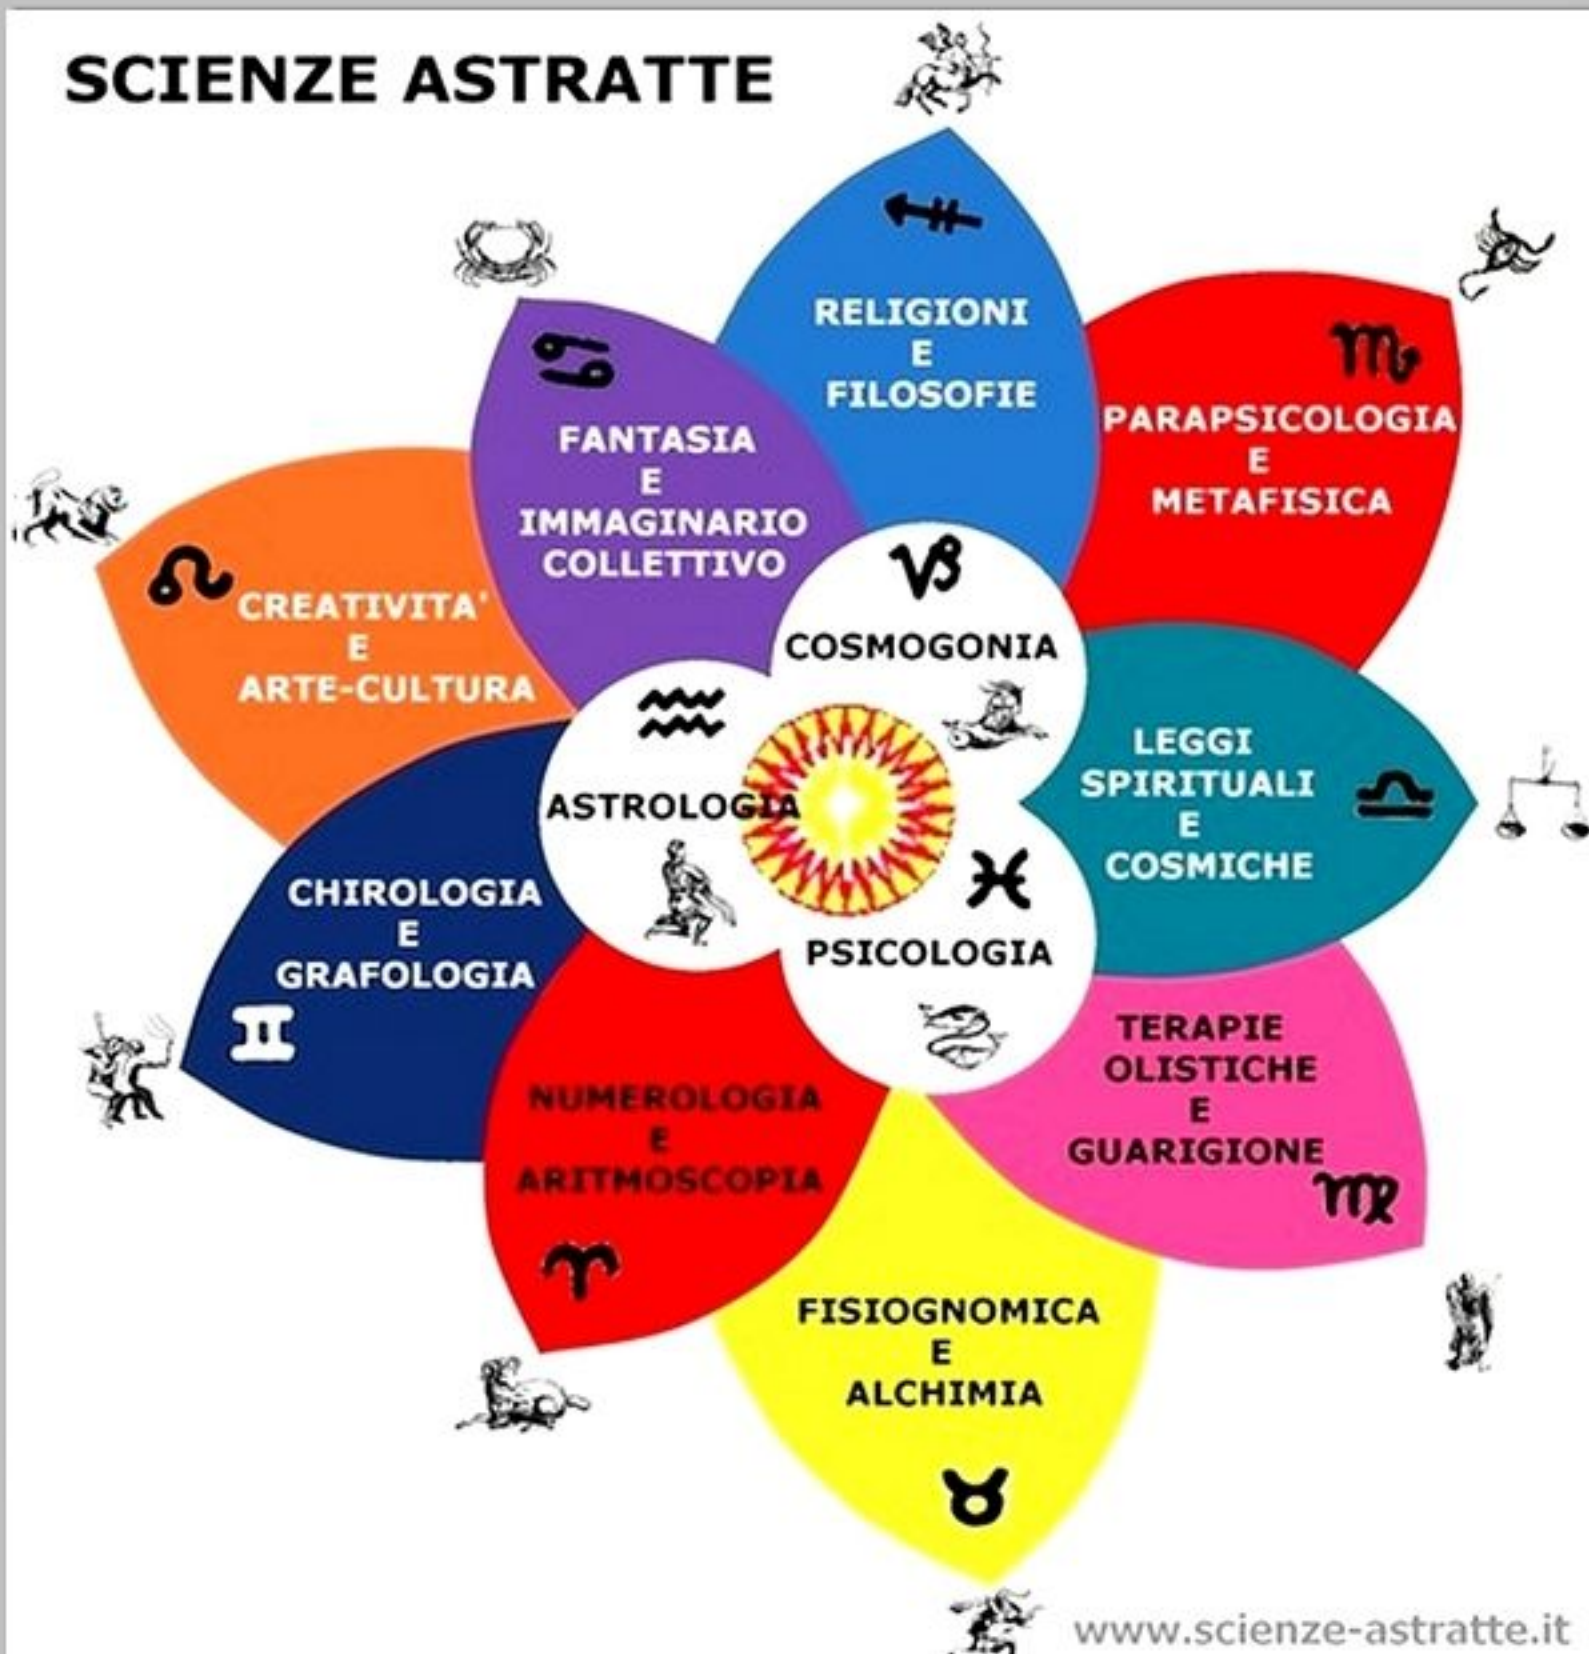 SCIENZE ASTRATTE
RELIGIONI
E
FILOSOFIE
PARAPSICOLOGIA
E
METAFISICA
FANTASIA
E
IMMAGINARIO
COLLETTIVO
CREATIVITA'
E
ARTE-CULTURA
COSMOGONIA
LEGGI
SPIRITUALI
E
COSMICHE
ASTROLOGIA
CHIROLOGIA
E
GRAFOLOGIA
PSICOLOGIA
TERAPIE
OLISTICHE
E
GUARIGIONE
NUMEROLOGIA
E
ARITMOSCOPIA
FISIOGNOMICA
E
ALCHIMIA
www.scienze-astratte.it